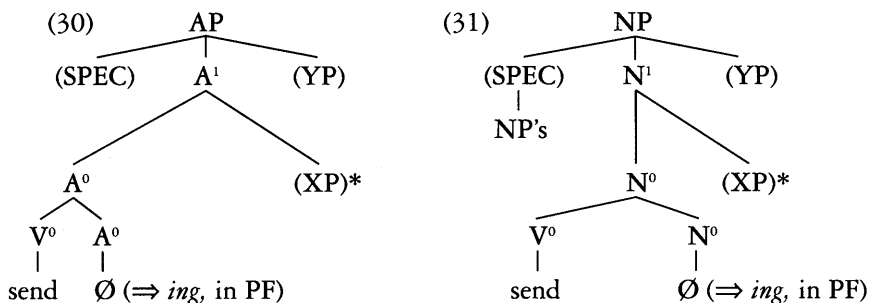 (30) AP (31) NP
(SPEC) A¹ (YP) (SPEC) N¹ (YP)
NP's
A⁰ (XP)* N⁰ (XP)*
V⁰ A⁰ V⁰ N⁰
send Ø (⇒ ing, in PF) send Ø (⇒ ing, in PF)